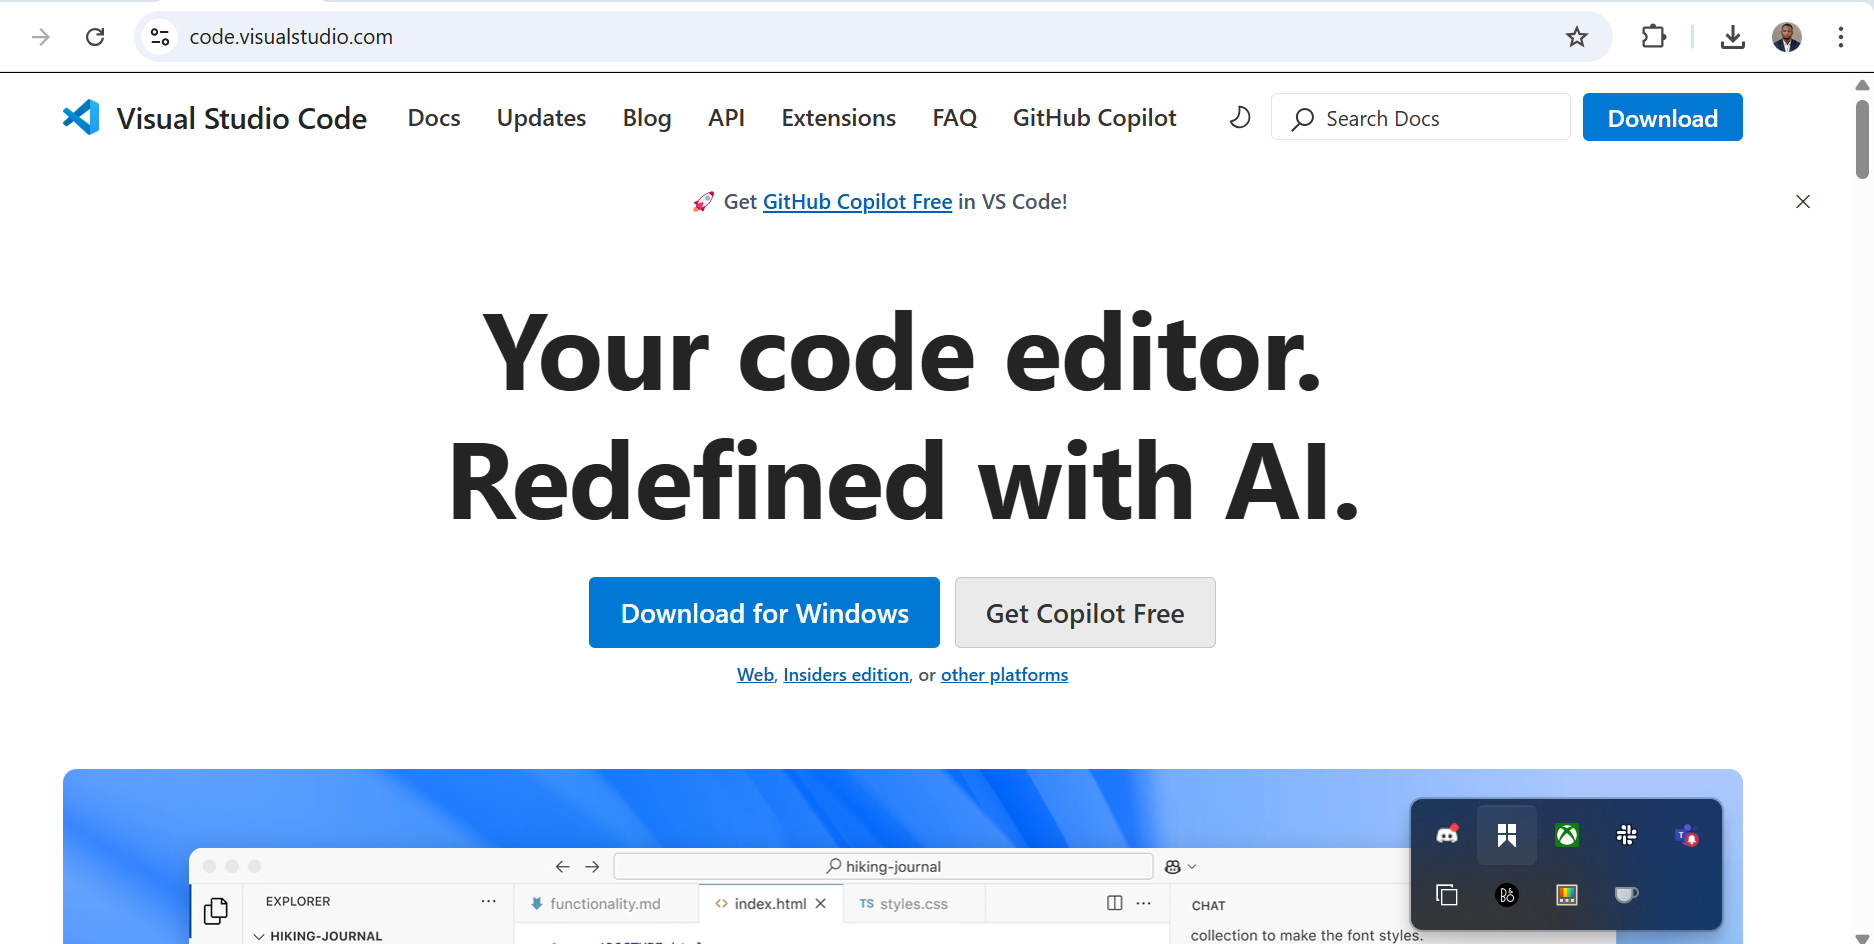 code.visualstudio.com
Visual Studio Code Docs Updates Blog API Extensions FAQ GitHub Copilot Search Docs Download
🚀 Get GitHub Copilot Free in VS Code!
Your code editor.
Redefined with AI.
Download for Windows Get Copilot Free
Web, Insiders edition, or other platforms
hiking-journal
EXPLORER ··· functionality.md <> index.html TS styles.css ···
CHAT
HIKING-JOURNAL
collection to make the font styles.